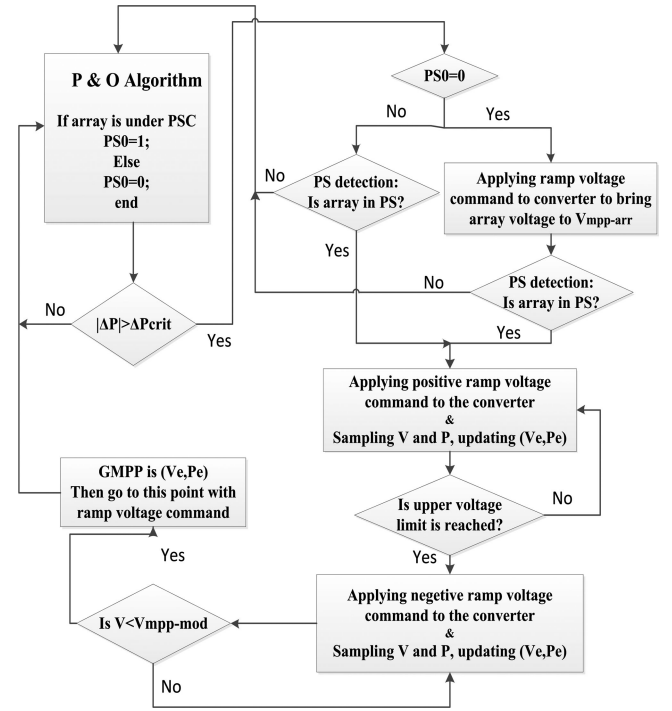 P & O Algorithm
If array is under PSC
PS0=1;
Else
PS0=0;
end
PS0=0
No
Yes
No
PS detection:
Is array in PS?
Applying ramp voltage
command to converter to bring
array voltage to Vmpp-arr
Yes
No
PS detection:
Is array in PS?
No
|ΔP|>ΔPcrit
Yes
Yes
Applying positive ramp voltage
command to the converter
&
Sampling V and P, updating (Ve,Pe)
GMPP is (Ve,Pe)
Then go to this point with
ramp voltage command
Is upper voltage
limit is reached?
No
Yes
Yes
Applying negetive ramp voltage
command to the converter
&
Sampling V and P, updating (Ve,Pe)
Is V<Vmpp-mod
No